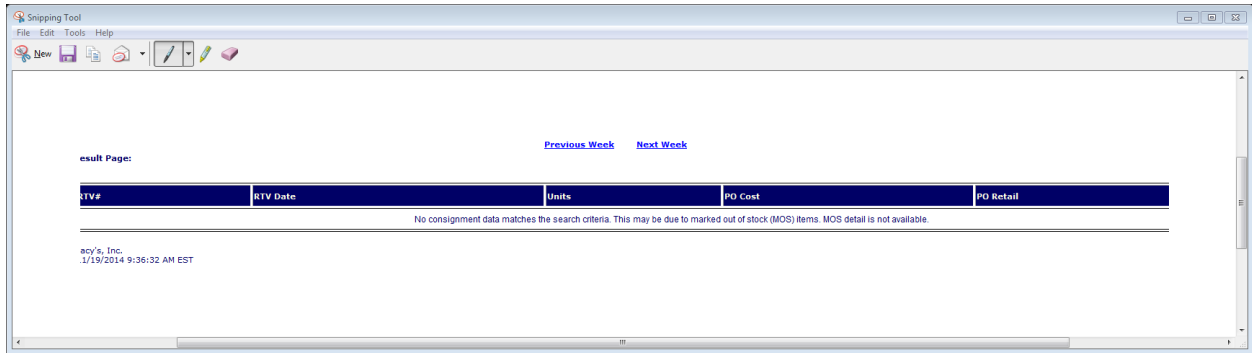 Snipping Tool
File Edit Tools Help
New
Previous Week Next Week
esult Page:
RTV# RTV Date Units PO Cost PO Retail
No consignment data matches the search criteria. This may be due to marked out of stock (MOS) items. MOS detail is not available.
acy's, Inc.
1/19/2014 9:36:32 AM EST